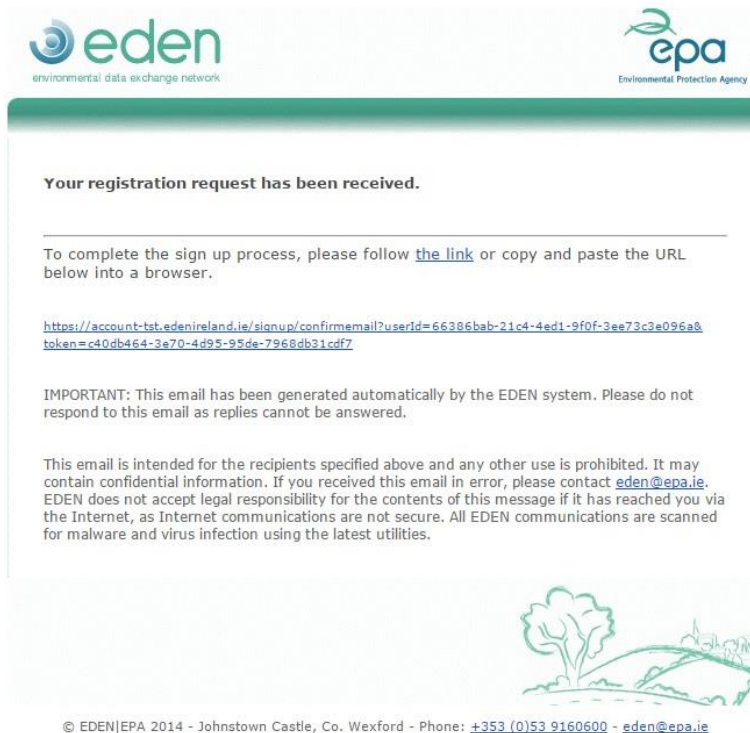 eden
environmental data exchange network
epa
Environmental Protection Agency
Your registration request has been received.
To complete the sign up process, please follow the link or copy and paste the URL
below into a browser.
https://account-tst.edenireland.ie/signup/confirmemail?userId=66386bab-21c4-4ed1-9f0f-3ee73c3e096a&
token=c40db464-3e70-4d95-95de-7968db31cdf7
IMPORTANT: This email has been generated automatically by the EDEN system. Please do not
respond to this email as replies cannot be answered.
This email is intended for the recipients specified above and any other use is prohibited. It may
contain confidential information. If you received this email in error, please contact eden@epa.ie.
EDEN does not accept legal responsibility for the contents of this message if it has reached you via
the Internet, as Internet communications are not secure. All EDEN communications are scanned
for malware and virus infection using the latest utilities.
© EDEN|EPA 2014 - Johnstown Castle, Co. Wexford - Phone: +353 (0)53 9160600 - eden@epa.ie